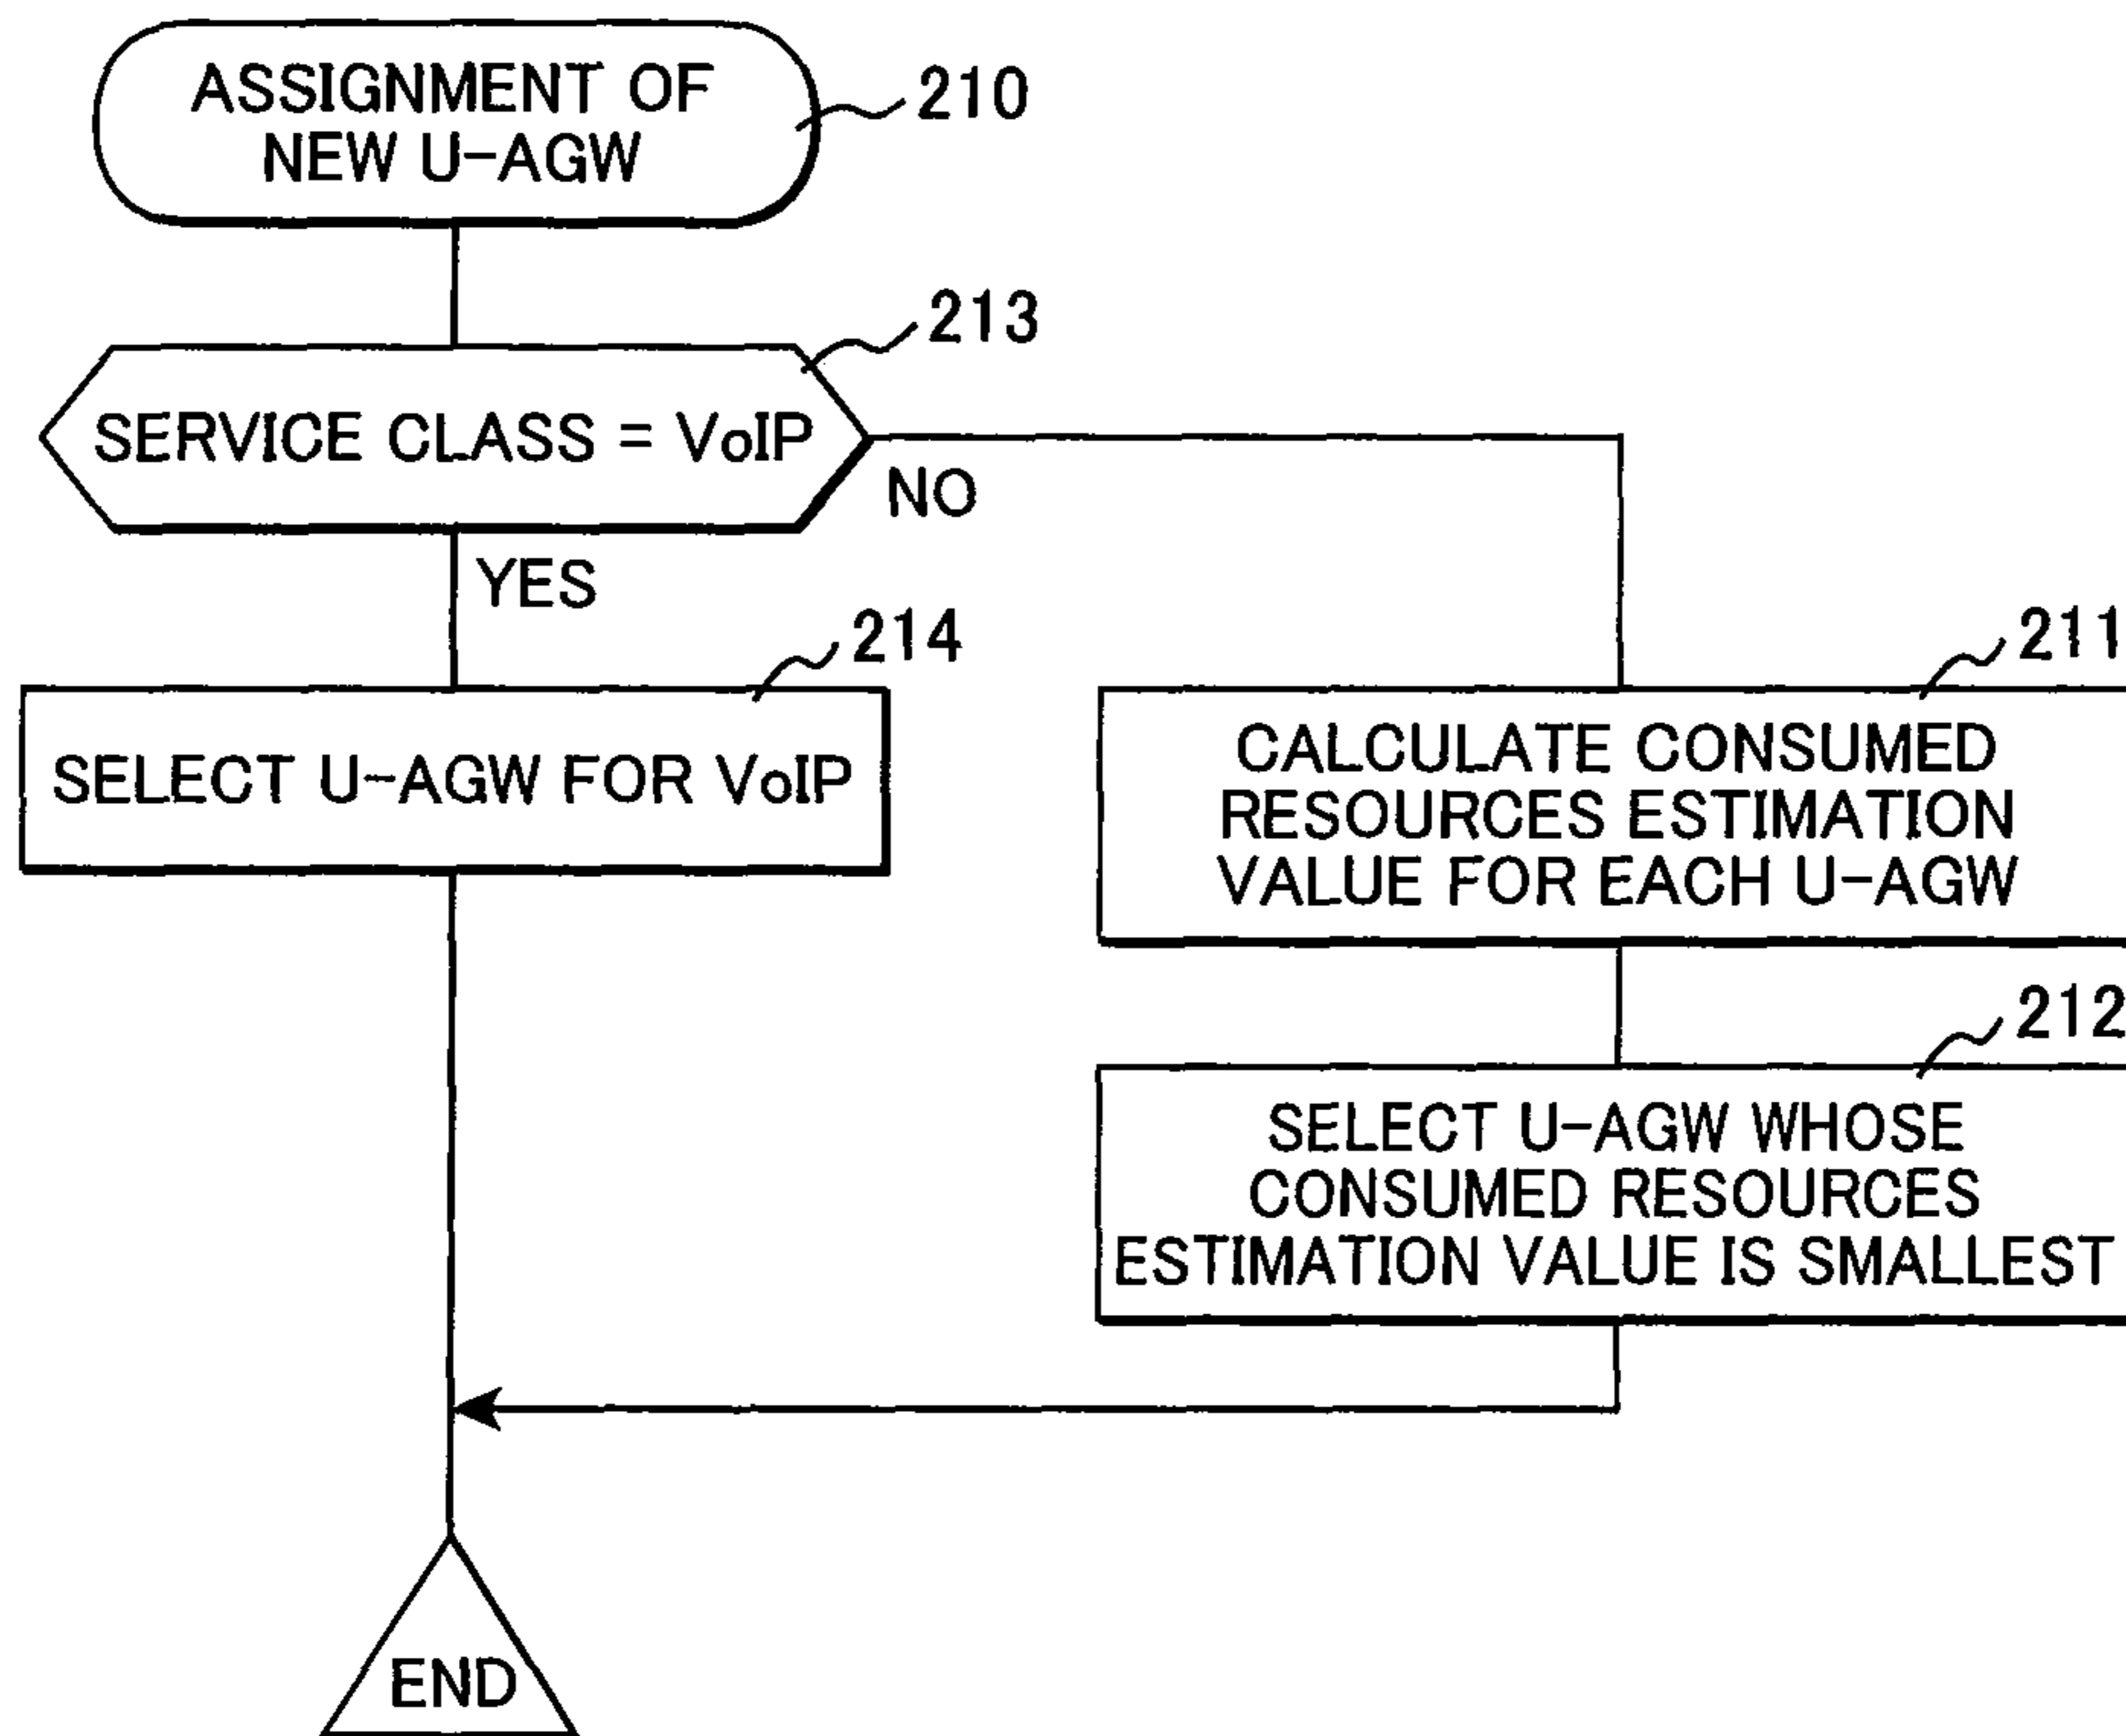 ASSIGNMENT OF
NEW U-AGW
210
213
SERVICE CLASS = VoIP
NO
YES
214
SELECT U-AGW FOR VoIP
211
CALCULATE CONSUMED
RESOURCES ESTIMATION
VALUE FOR EACH U-AGW
212
SELECT U-AGW WHOSE
CONSUMED RESOURCES
ESTIMATION VALUE IS SMALLEST
END